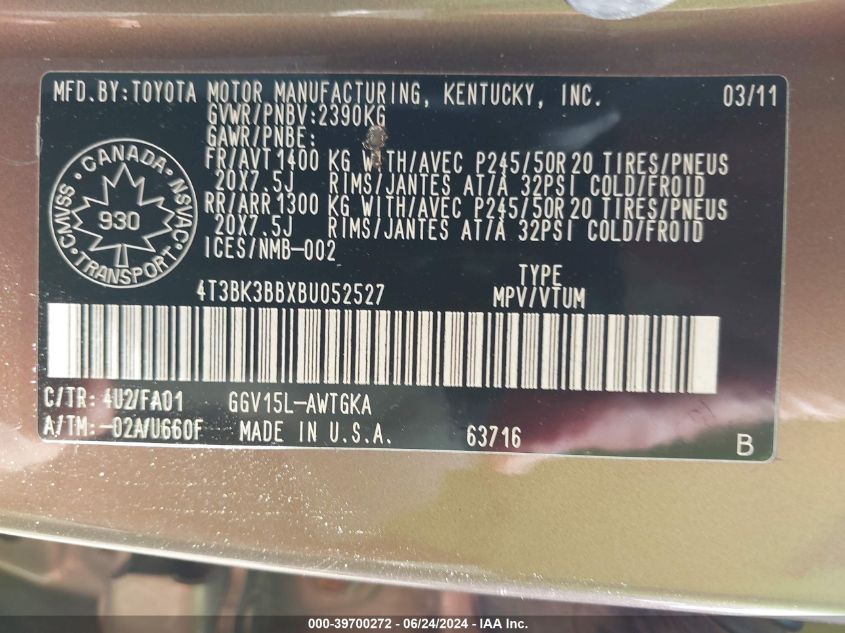 MFD.BY:TOYOTA MOTOR MANUFACTURING, KENTUCKY, INC. 03/11
GVWR/PNBV:2390KG
GAWR/PNBE:
FR/AVT 1400 KG WITH/AVEC P245/50R20 TIRES/PNEUS
20X7.5J RIMS/JANTES AT/A 32PSI COLD/FROID
RR/ARR 1300 KG WITH/AVEC P245/50R20 TIRES/PNEUS
20X7.5J RIMS/JANTES AT/A 32PSI COLD/FROID
ICES/NMB-002
CANADA
CMVSS NSVAC
930
TRANSPORT
4T3BK3BBXBU052527
TYPE
MPV/VTUM
C/TR: 4U2/FA01 GGV15L-AWTGKA
A/TM: -02A/U660F MADE IN U.S.A. 63716
B
000-39700272 - 06/24/2024 - IAA Inc.